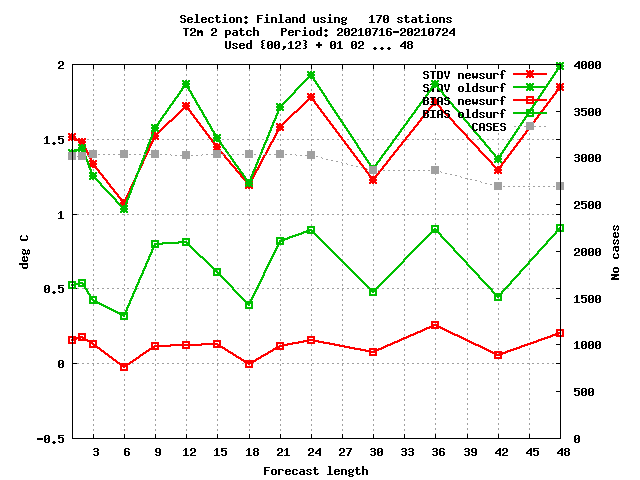 Selection: Finland using   170 stations
T2m 2 patch   Period: 20210716-20210724
Used {00,12} + 01 02 ... 48
STDV newsurf
STDV oldsurf
BIAS newsurf
BIAS oldsurf
CASES
2
1.5
1
0.5
0
-0.5
deg C
4000
3500
3000
2500
2000
1500
1000
500
0
No cases
3 6 9 12 15 18 21 24 27 30 33 36 39 42 45 48
Forecast length